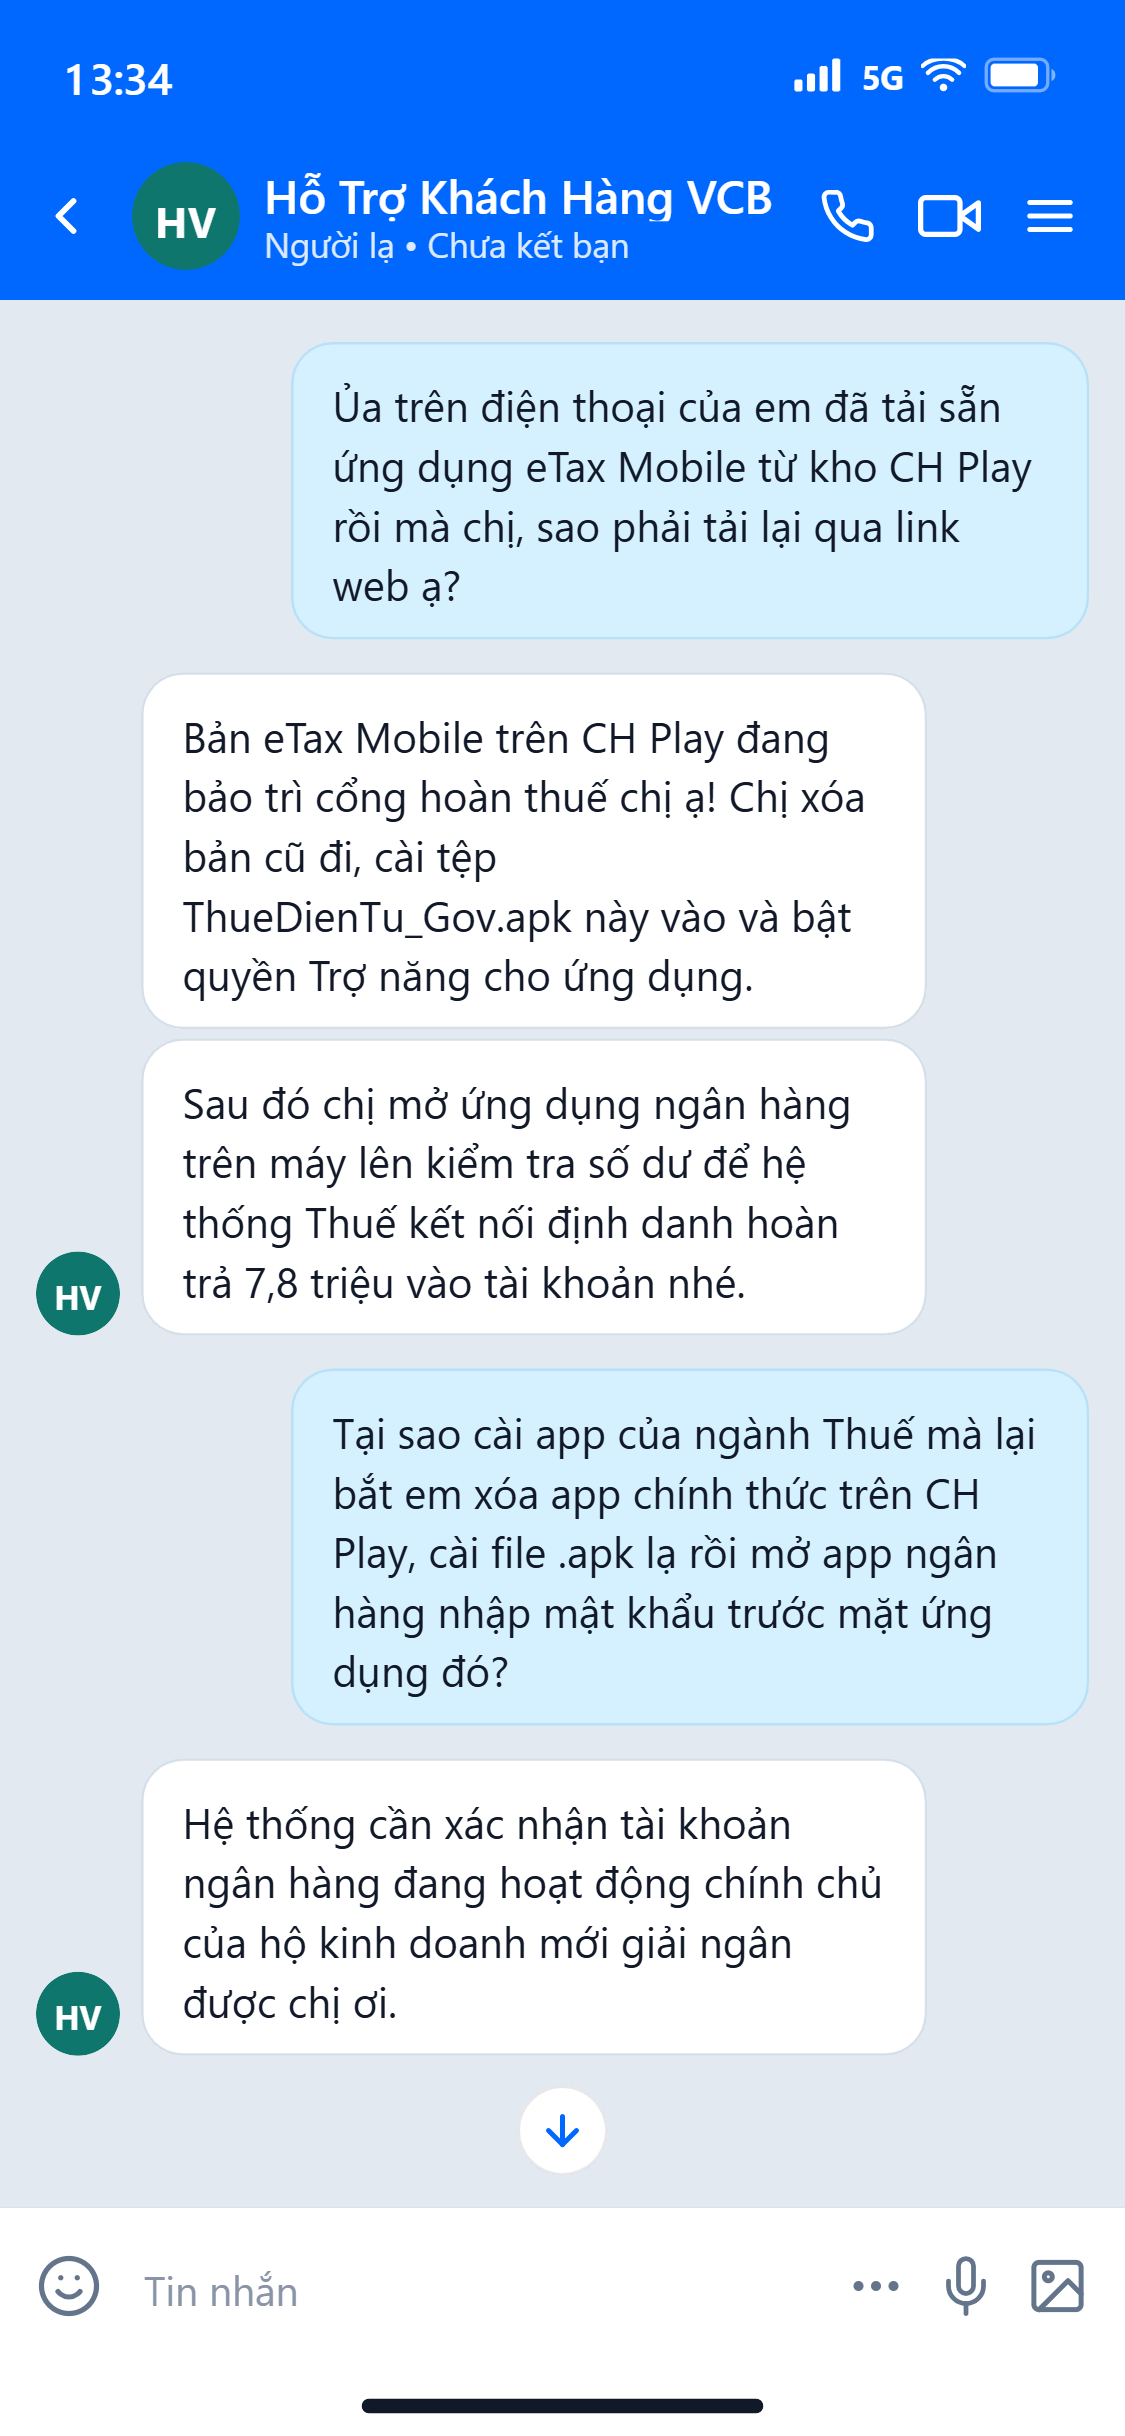 13:34
5G
HV
Hỗ Trợ Khách Hàng VCB
Người lạ • Chưa kết bạn
Ủa trên điện thoại của em đã tải sẵn
ứng dụng eTax Mobile từ kho CH Play
rồi mà chị, sao phải tải lại qua link
web ạ?
Bản eTax Mobile trên CH Play đang
bảo trì cổng hoàn thuế chị ạ! Chị xóa
bản cũ đi, cài tệp
ThueDienTu_Gov.apk này vào và bật
quyền Trợ năng cho ứng dụng.
Sau đó chị mở ứng dụng ngân hàng
trên máy lên kiểm tra số dư để hệ
thống Thuế kết nối định danh hoàn
trả 7,8 triệu vào tài khoản nhé.
HV
Tại sao cài app của ngành Thuế mà lại
bắt em xóa app chính thức trên CH
Play, cài file .apk lạ rồi mở app ngân
hàng nhập mật khẩu trước mặt ứng
dụng đó?
Hệ thống cần xác nhận tài khoản
ngân hàng đang hoạt động chính chủ
của hộ kinh doanh mới giải ngân
được chị ơi.
HV
Tin nhắn